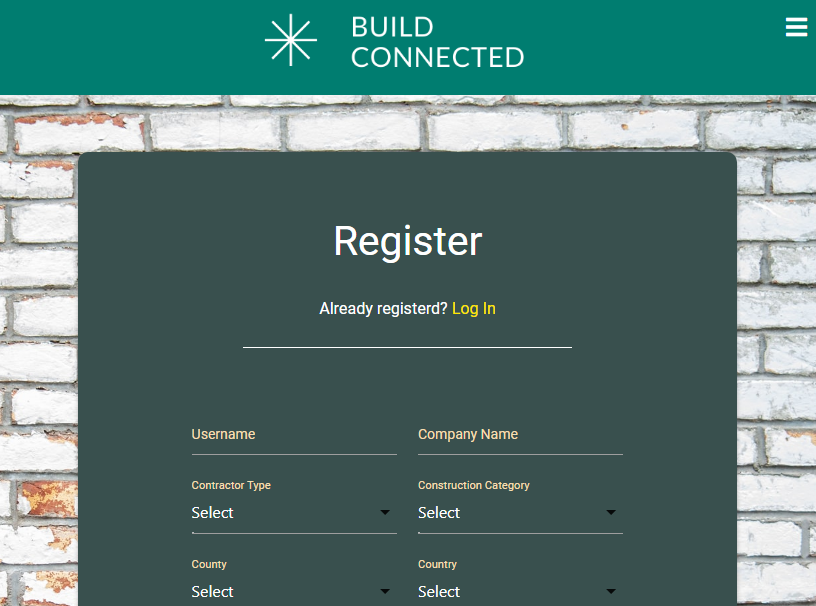 BUILD
CONNECTED
Register
Already registerd? Log In
Username Company Name
Contractor Type Construction Category
Select Select
County Country
Select Select